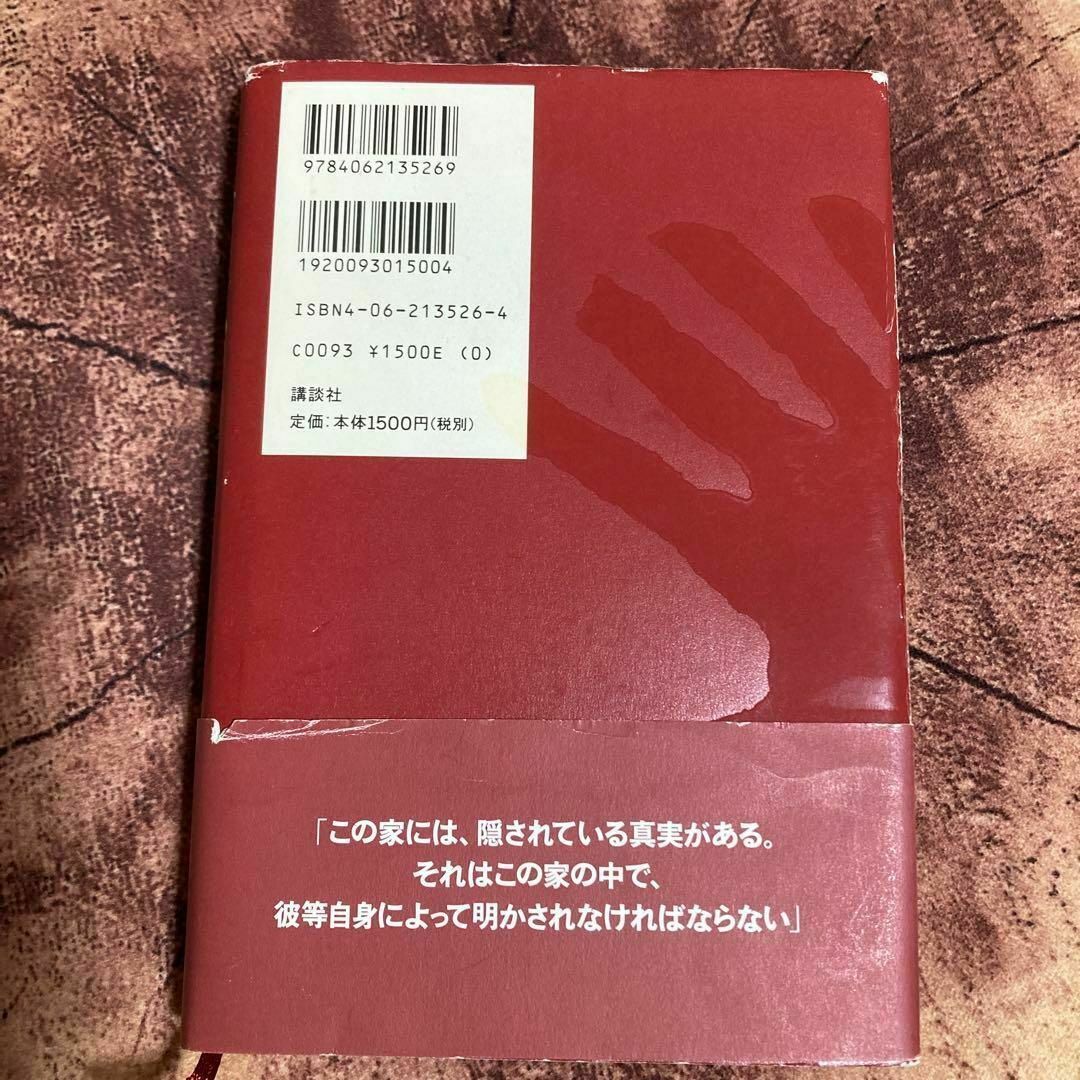 9784062135269
1920093015004
ISBN4-06-213526-4
C0093 ¥1500E (0)
講談社
定価:本体1500円(税別)
「この家には、隠されている真実がある。
それはこの家の中で、
彼等自身によって明かされなければならない」